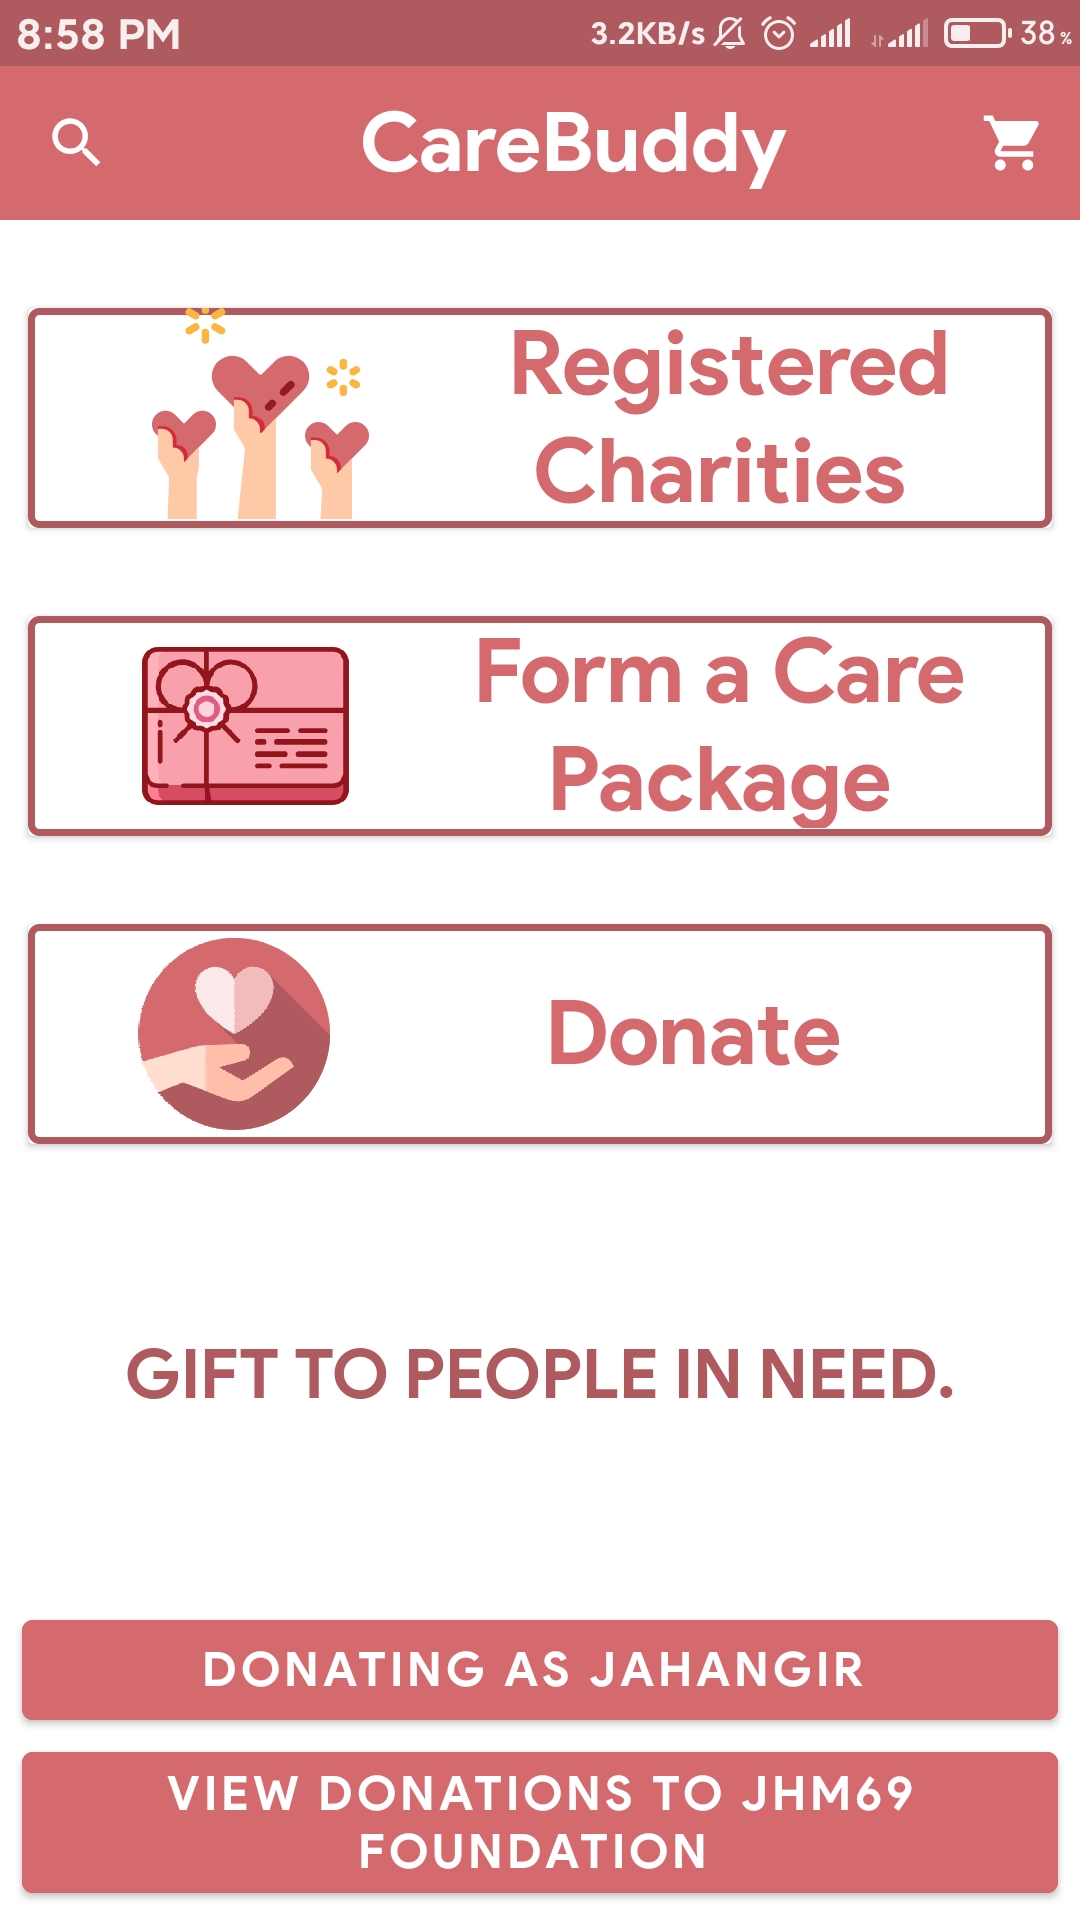 8:58 PM 3.2KB/s 38%
CareBuddy
Registered
Charities
Form a Care
Package
Donate
GIFT TO PEOPLE IN NEED.
DONATING AS JAHANGIR
VIEW DONATIONS TO JHM69
FOUNDATION